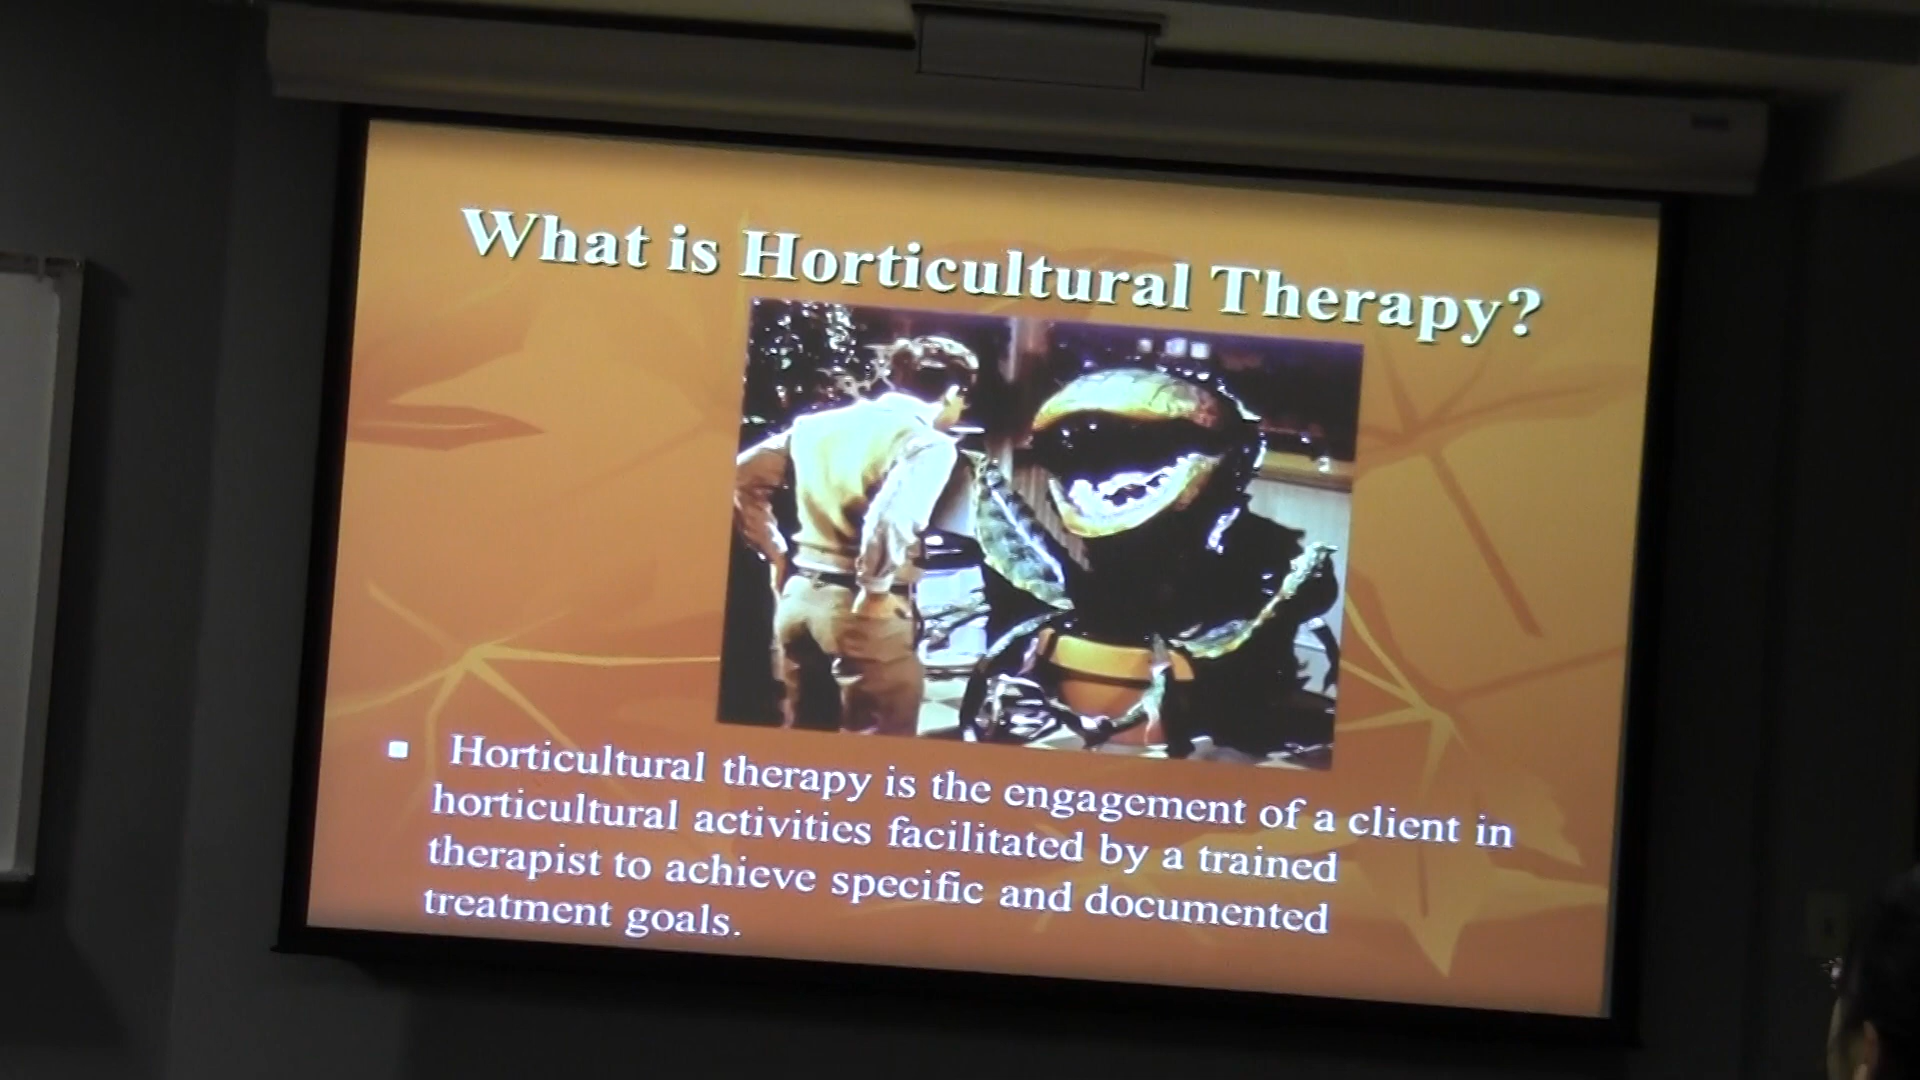 What is Horticultural Therapy?
Horticultural therapy is the engagement of a client in
horticultural activities facilitated by a trained
therapist to achieve specific and documented
treatment goals.